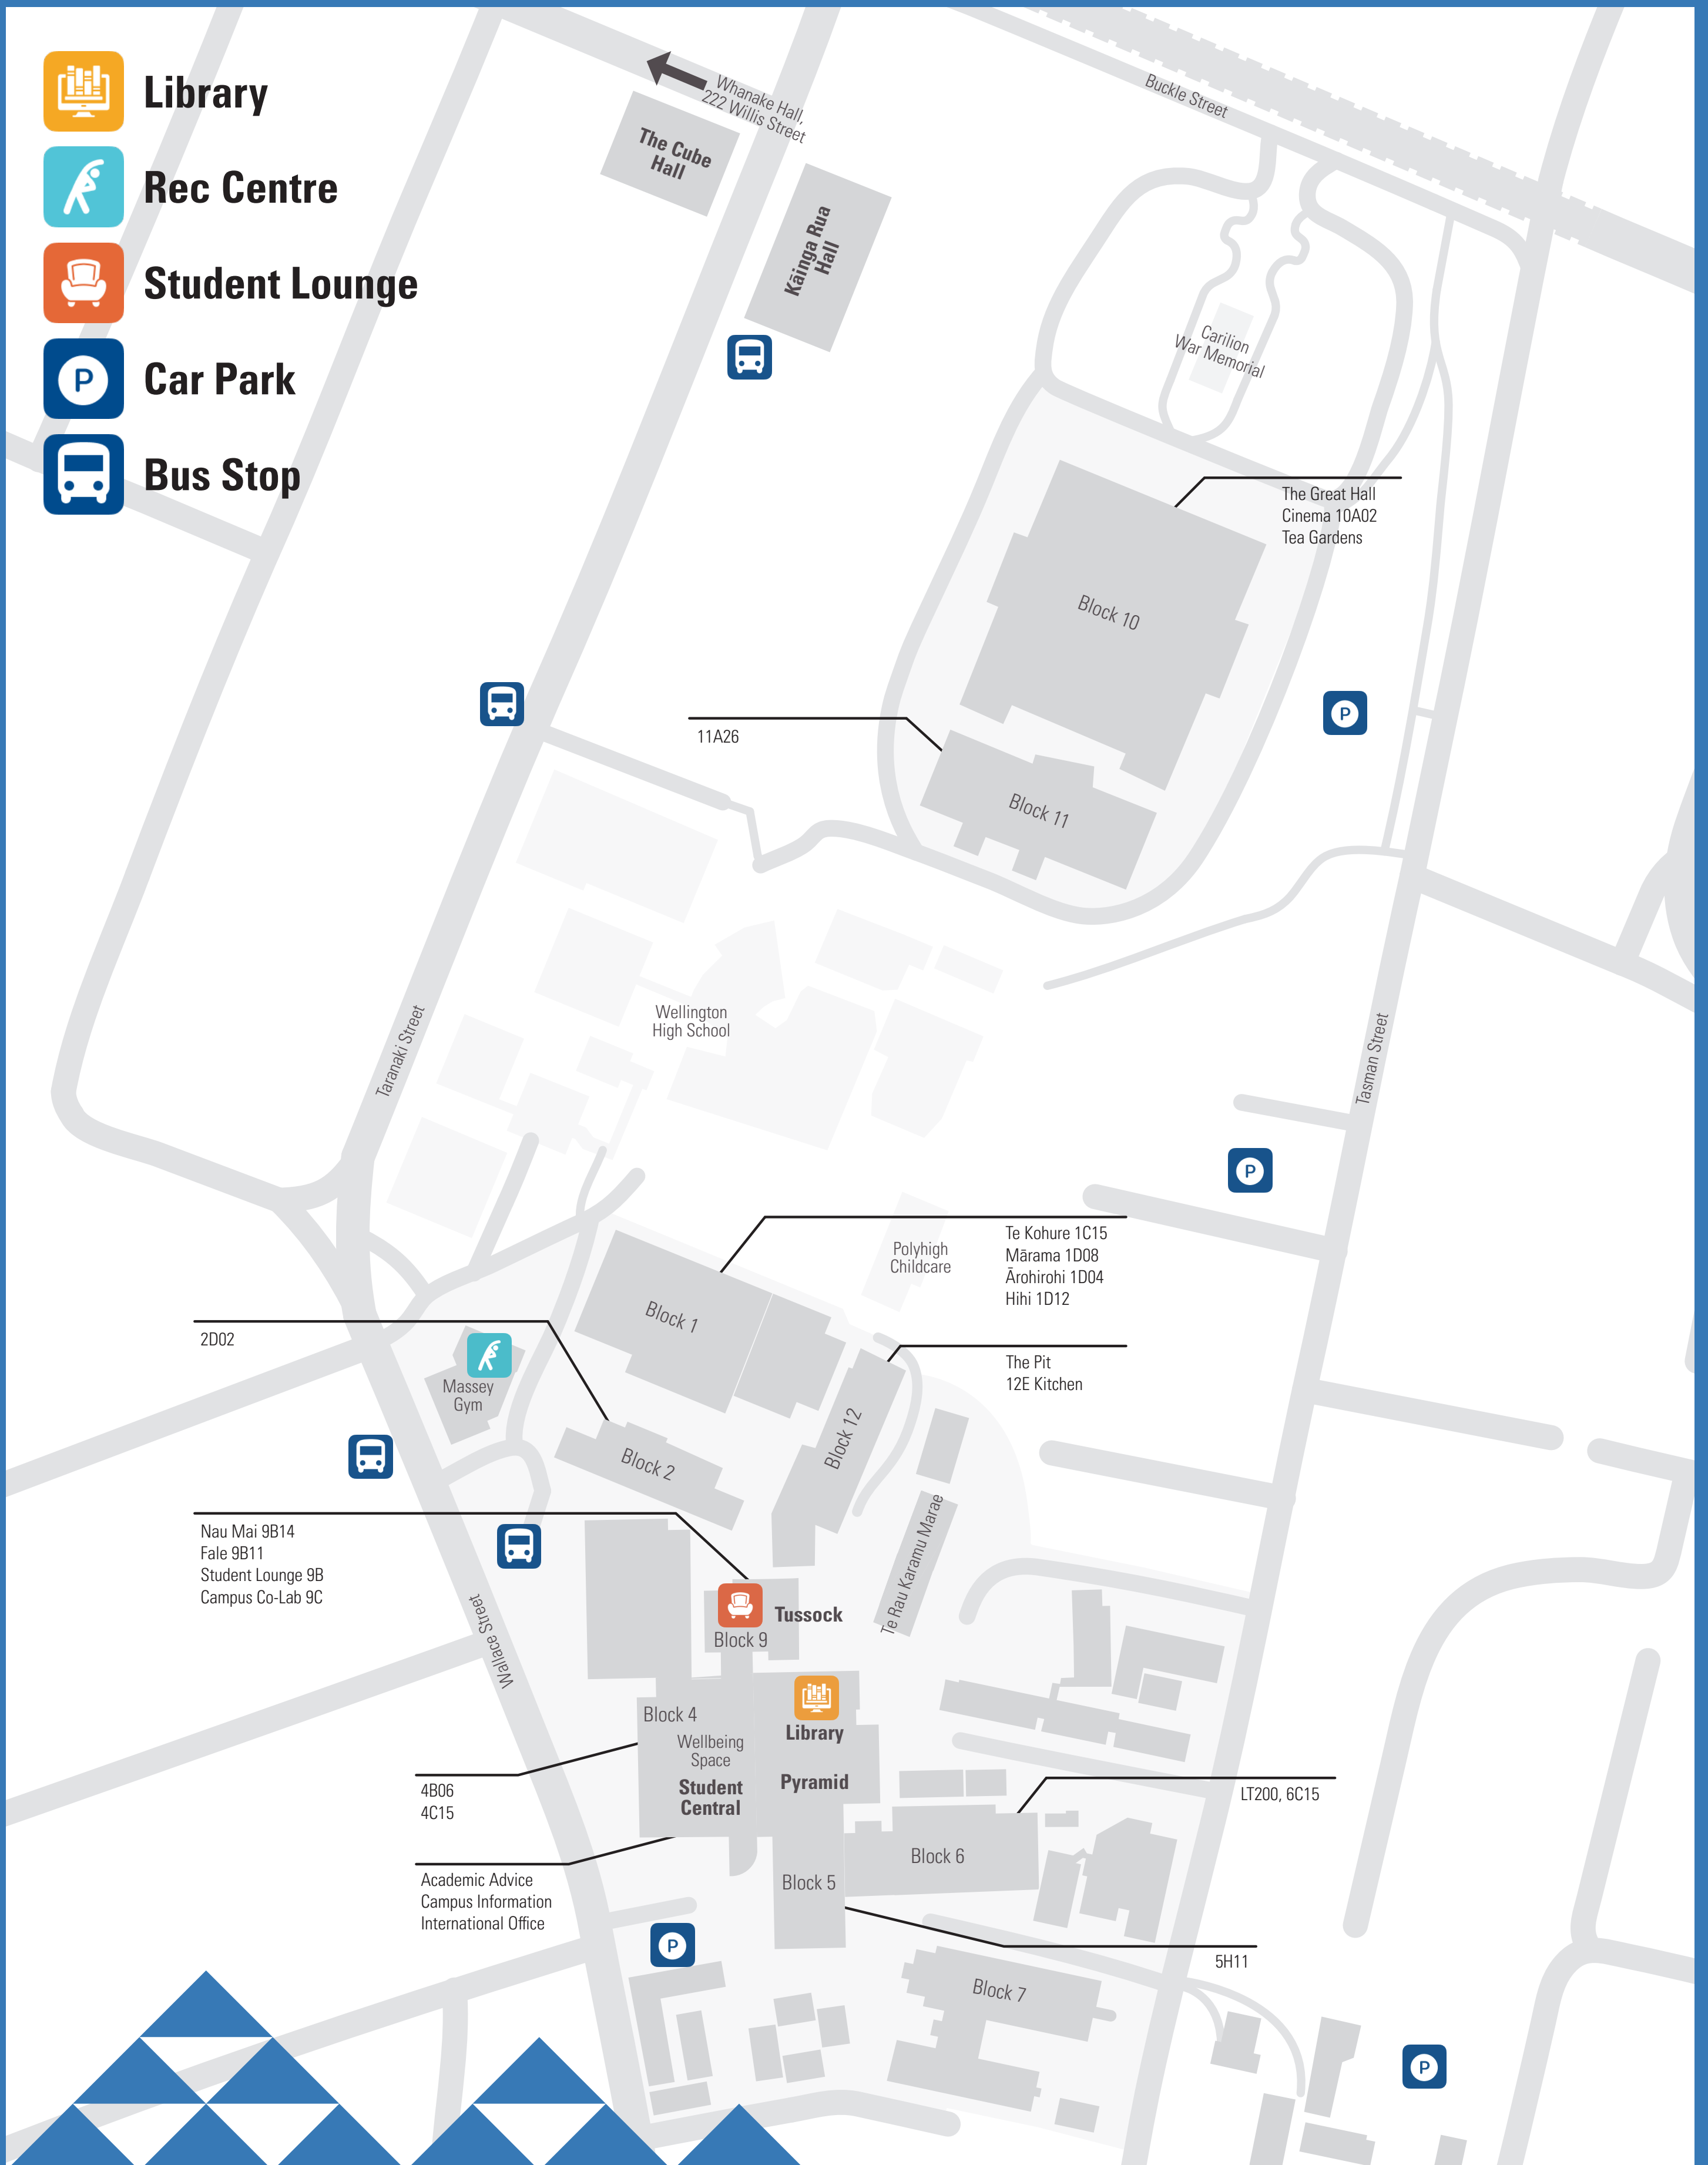 Library
Rec Centre
Student Lounge
Car Park
Bus Stop
Whanake Hall,
222 Willis Street
The Cube
Hall
Kāinga Rua
Hall
Buckle Street
Carilion
War Memorial
The Great Hall
Cinema 10A02
Tea Gardens
Block 10
P
11A26
Block 11
Wellington
High School
Taranaki Street
Tasman Street
P
Te Kohure 1C15
Mārama 1D08
Ārohirohi 1D04
Hihi 1D12
Polyhigh
Childcare
Block 1
2D02
The Pit
12E Kitchen
Massey
Gym
Block 12
Block 2
Nau Mai 9B14
Fale 9B11
Student Lounge 9B
Campus Co-Lab 9C
Te Rau Karamu Marae
Wallace Street
Tussock
Block 9
Block 4
Wellbeing
Space
Student
Central
Library
Pyramid
4B06
4C15
LT200, 6C15
Block 6
Academic Advice
Campus Information
International Office
Block 5
P
5H11
Block 7
P